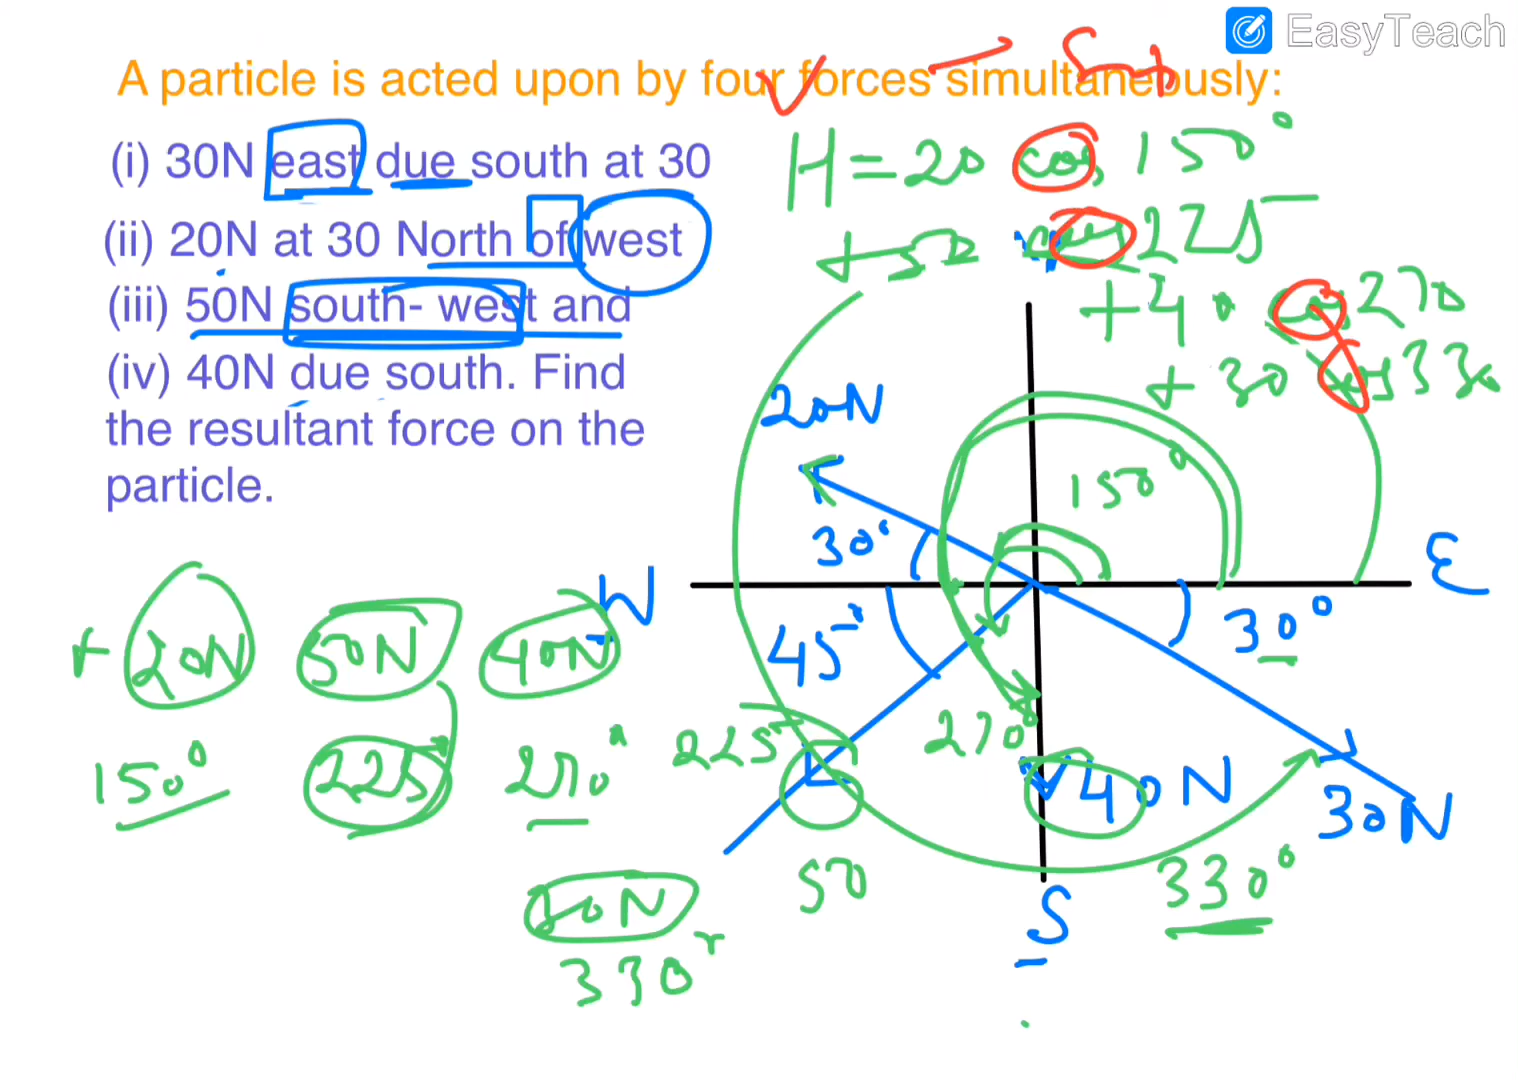 EasyTeach
A particle is acted upon by four forces simultaneously:
(i) 30N east due south at 30
(ii) 20N at 30 North of west
(iii) 50N south- west and
(iv) 40N due south. Find
the resultant force on the
particle.
H = 20 cos 150°
+ 50 cos 225
+ 40 cos 270
+ 30 cos 330
20N
150°
30°
E
W
30°
+ 20N 50N 40N
45°
225
270°
150° 225 270°
40N
30N
50
330°
30N
S
330°